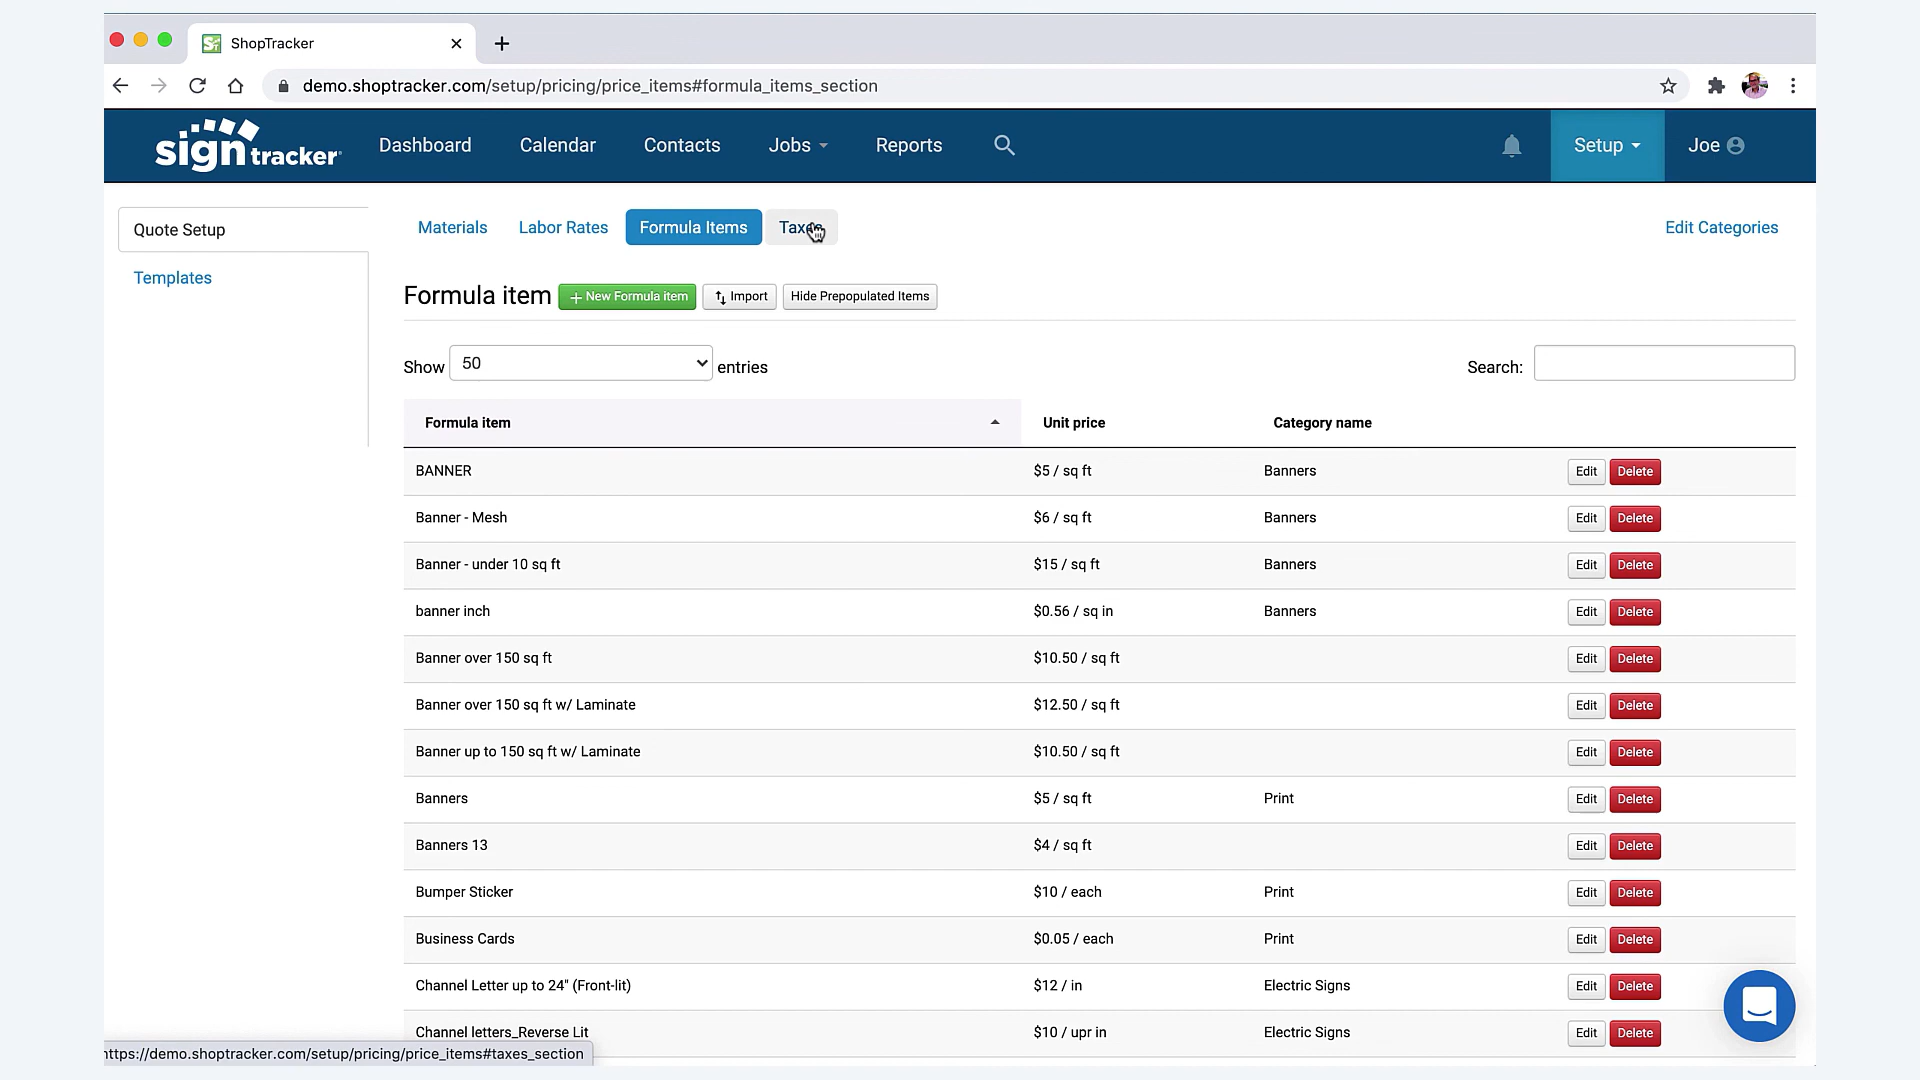 ShopTracker
demo.shoptracker.com/setup/pricing/price_items#formula_items_section
signtracker Dashboard Calendar Contacts Jobs Reports Setup Joe
Quote Setup
Templates
Materials Labor Rates Formula Items Edit Categories
Formula item + New Formula item Import Hide Prepopulated Items
Show 50 entries Search:
Formula item Unit price Category name
BANNER $5 / sq ft Banners Edit Delete
Banner - Mesh $6 / sq ft Banners Edit Delete
Banner - under 10 sq ft $15 / sq ft Banners Edit Delete
banner inch $0.56 / sq in Banners Edit Delete
Banner over 150 sq ft $10.50 / sq ft Edit Delete
Banner over 150 sq ft w/ Laminate $12.50 / sq ft Edit Delete
Banner up to 150 sq ft w/ Laminate $10.50 / sq ft Edit Delete
Banners $5 / sq ft Print Edit Delete
Banners 13 $4 / sq ft Edit Delete
Bumper Sticker $10 / each Print Edit Delete
Business Cards $0.05 / each Print Edit Delete
Channel Letter up to 24" (Front-lit) $12 / in Electric Signs Edit Delete
Channel letters_Reverse Lit $10 / upr in Electric Signs Edit Delete
https://demo.shoptracker.com/setup/pricing/price_items#taxes_section